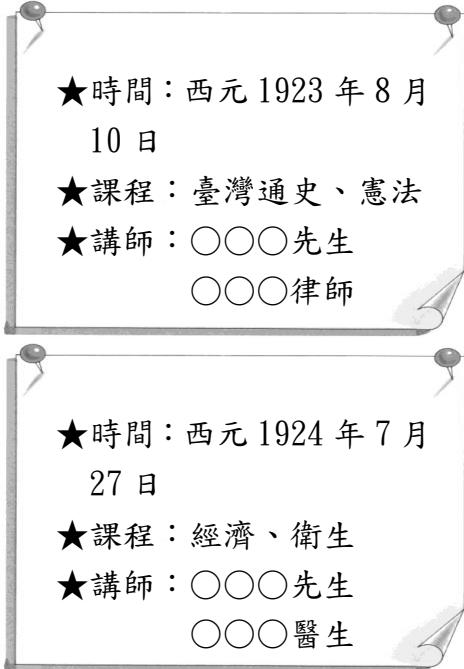 ★時間：西元 1923 年 8 月
10 日
★課程：臺灣通史、憲法
★講師：○○○先生
○○○律師
★時間：西元 1924 年 7 月
27 日
★課程：經濟、衛生
★講師：○○○先生
○○○醫生